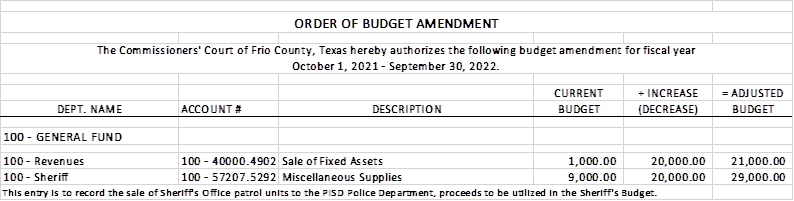 ORDER OF BUDGET AMENDMENT
The Commissioners' Court of Frio County, Texas hereby authorizes the following budget amendment for fiscal year
October 1, 2021 - September 30, 2022.
CURRENT + INCREASE = ADJUSTED
DEPT. NAME ACCOUNT # DESCRIPTION BUDGET (DECREASE) BUDGET
100 - GENERAL FUND
100 - Revenues 100 - 40000.4902 Sale of Fixed Assets 1,000.00 20,000.00 21,000.00
100 - Sheriff 100 - 57207.5292 Miscellaneous Supplies 9,000.00 20,000.00 29,000.00
This entry is to record the sale of Sheriff's Office patrol units to the PISD Police Department, proceeds to be utilized in the Sheriff's Budget.